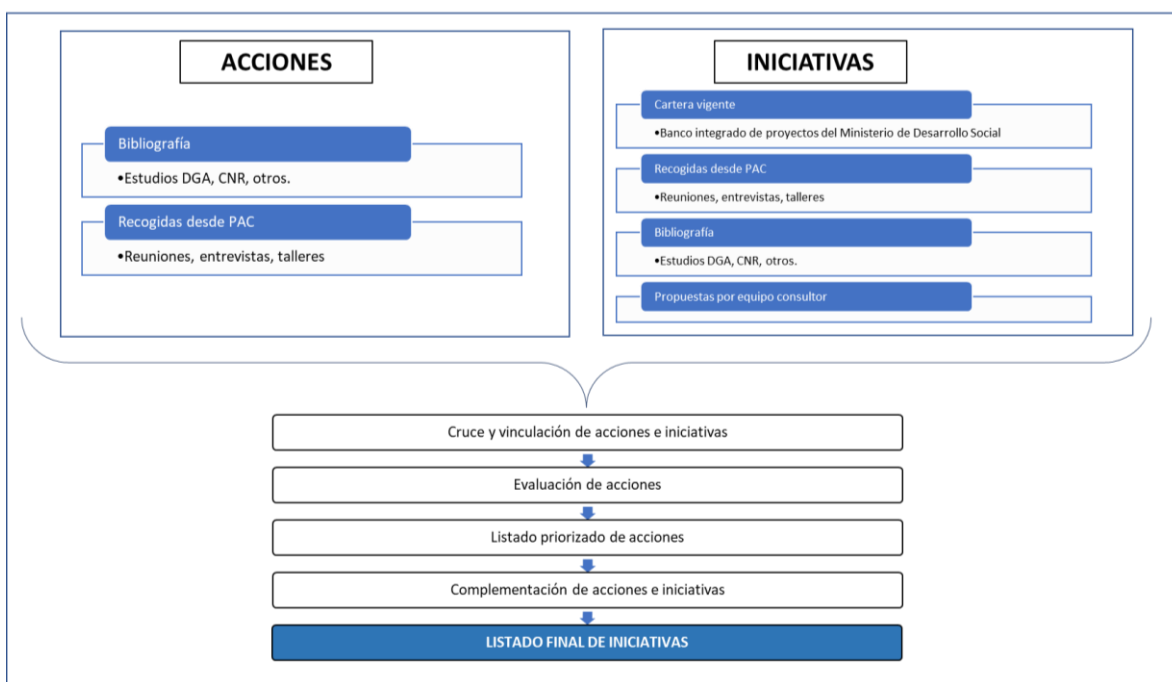 ACCIONES
Bibliografía
•Estudios DGA, CNR, otros.
Recogidas desde PAC
•Reuniones, entrevistas, talleres
INICIATIVAS
Cartera vigente
•Banco integrado de proyectos del Ministerio de Desarrollo Social
Recogidas desde PAC
•Reuniones, entrevistas, talleres
Bibliografía
•Estudios DGA, CNR, otros.
Propuestas por equipo consultor
Cruce y vinculación de acciones e iniciativas
Evaluación de acciones
Listado priorizado de acciones
Complementación de acciones e iniciativas
LISTADO FINAL DE INICIATIVAS